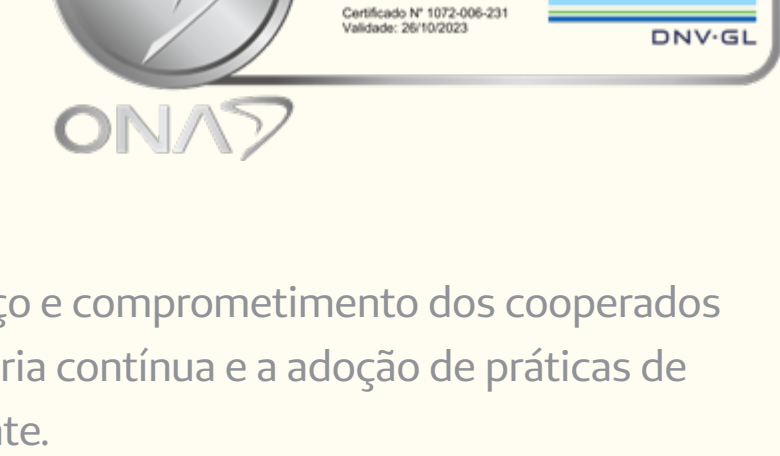 Certificado N° 1072-006-231
Validade: 26/10/2023
DNV·GL
ONA
ço e comprometimento dos cooperados
ria contínua e a adoção de práticas de
te.